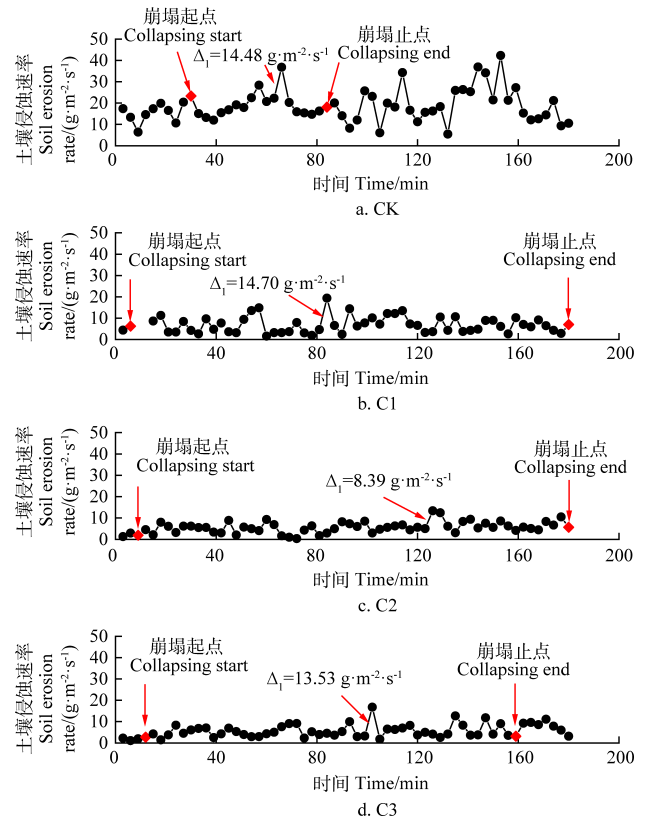 崩塌起点
Collapsing start
Δ₁=14.48 g·m⁻²·s⁻¹
崩塌止点
Collapsing end
土壤侵蚀速率
Soil erosion
rate/(g·m⁻²·s⁻¹)
50
40
30
20
10
0
0 40 80 120 160 200
时间 Time/min
a. CK
崩塌起点
Collapsing start
Δ₁=14.70 g·m⁻²·s⁻¹
崩塌止点
Collapsing end
土壤侵蚀速率
Soil erosion
rate/(g·m⁻²·s⁻¹)
50
40
30
20
10
0
0 40 80 120 160 200
时间 Time/min
b. C1
崩塌起点
Collapsing start
Δ₁=8.39 g·m⁻²·s⁻¹
崩塌止点
Collapsing end
土壤侵蚀速率
Soil erosion
rate/(g·m⁻²·s⁻¹)
50
40
30
20
10
0
0 40 80 120 160 200
时间 Time/min
c. C2
崩塌起点
Collapsing start
Δ₁=13.53 g·m⁻²·s⁻¹
崩塌止点
Collapsing end
土壤侵蚀速率
Soil erosion
rate/(g·m⁻²·s⁻¹)
50
40
30
20
10
0
0 40 80 120 160 200
时间 Time/min
d. C3